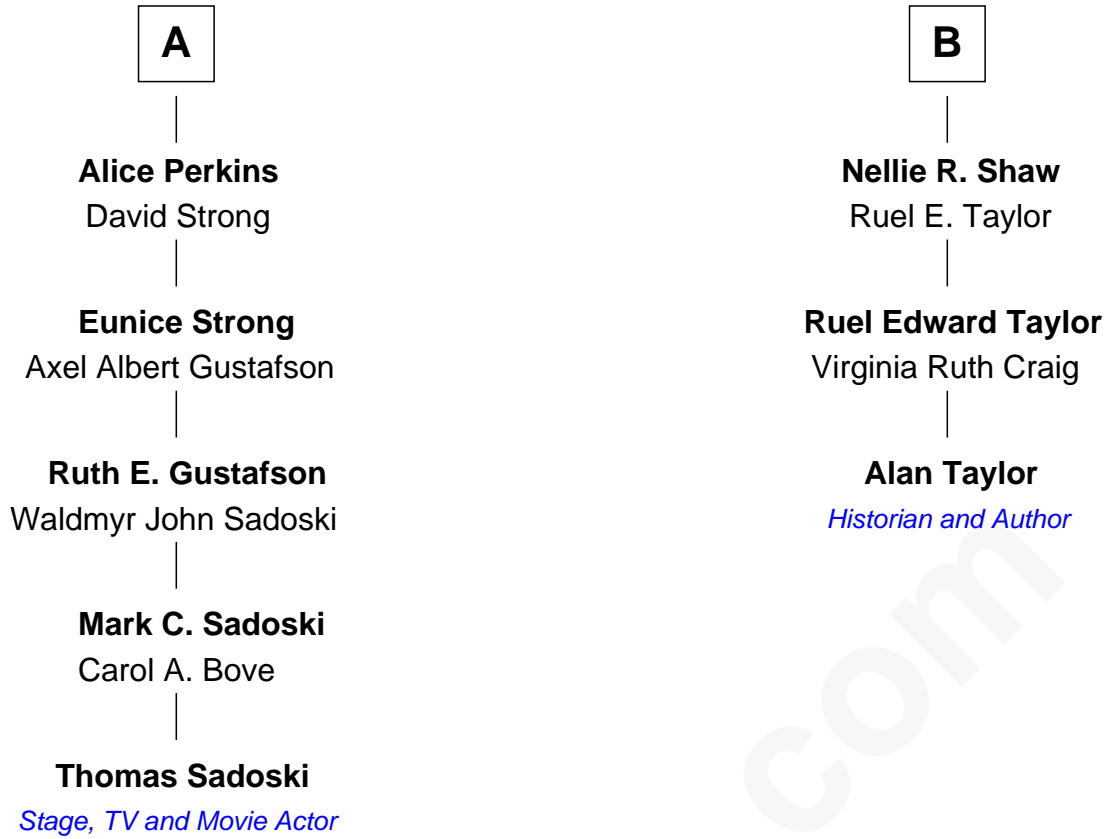 A
Alice Perkins
David Strong
Eunice Strong
Axel Albert Gustafson
Ruth E. Gustafson
Waldmyr John Sadoski
Mark C. Sadoski
Carol A. Bove
Thomas Sadoski
Stage, TV and Movie Actor
B
Nellie R. Shaw
Ruel E. Taylor
Ruel Edward Taylor
Virginia Ruth Craig
Alan Taylor
Historian and Author
com